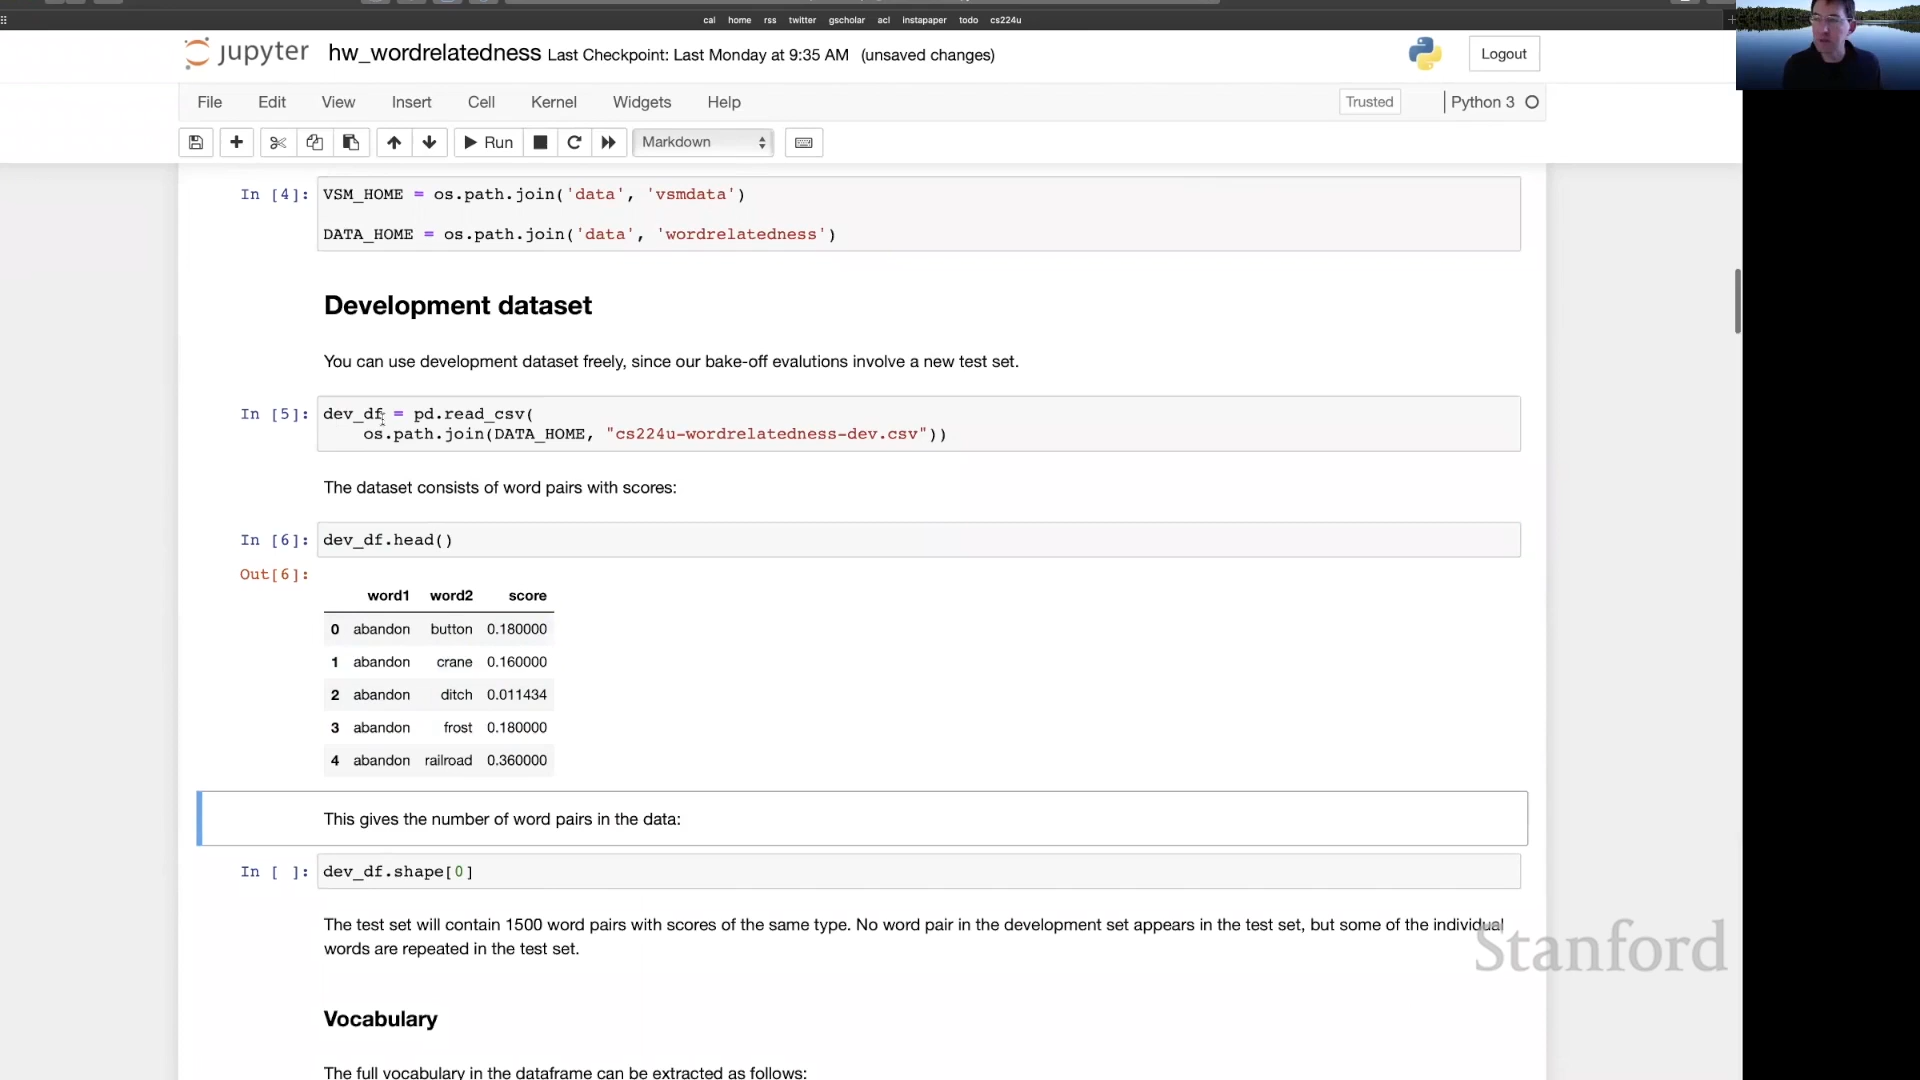 cal home rss twitter gscholar acl instapaper todo cs224u
jupyter hw_wordrelatedness Last Checkpoint: Last Monday at 9:35 AM (unsaved changes) Logout
File Edit View Insert Cell Kernel Widgets Help Trusted Python 3
Run Markdown
In [4]: VSM_HOME = os.path.join('data', 'vsmdata')
DATA_HOME = os.path.join('data', 'wordrelatedness')
Development dataset
You can use development dataset freely, since our bake-off evalutions involve a new test set.
In [5]: dev_df = pd.read_csv(
os.path.join(DATA_HOME, "cs224u-wordrelatedness-dev.csv"))
The dataset consists of word pairs with scores:
In [6]: dev_df.head()
Out[6]:
word1 word2 score
0 abandon button 0.180000
1 abandon crane 0.160000
2 abandon ditch 0.011434
3 abandon frost 0.180000
4 abandon railroad 0.360000
This gives the number of word pairs in the data:
In [ ]: dev_df.shape[0]
The test set will contain 1500 word pairs with scores of the same type. No word pair in the development set appears in the test set, but some of the individual
words are repeated in the test set.
Stanford
Vocabulary
The full vocabulary in the dataframe can be extracted as follows: